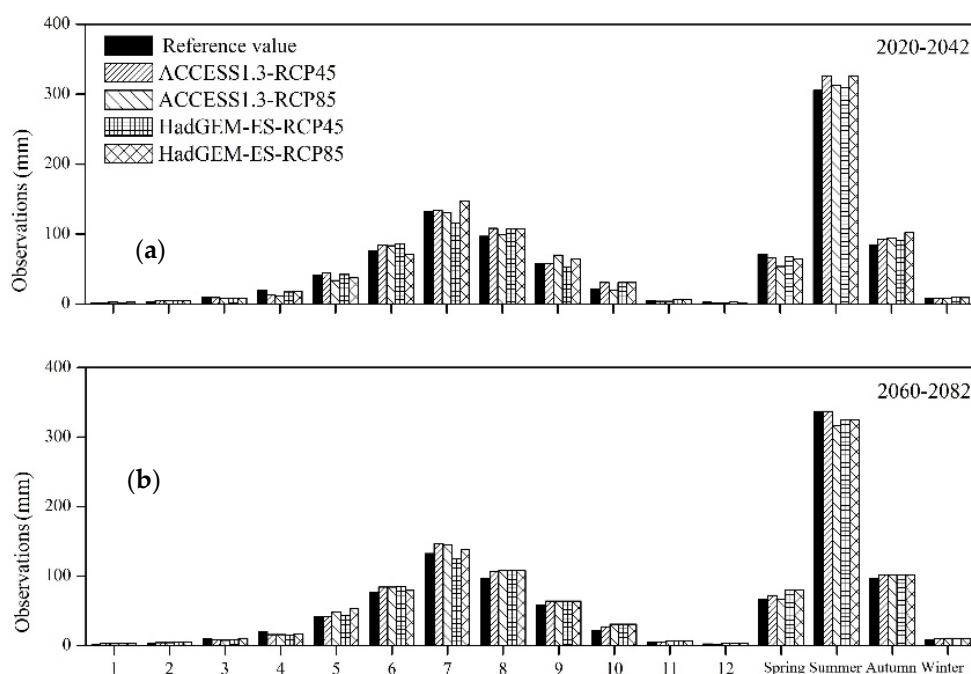 400
300
200
100
0
Observations (mm)
Reference value
ACCESS1.3-RCP45
ACCESS1.3-RCP85
HadGEM-ES-RCP45
HadGEM-ES-RCP85
2020-2042
(a)
400
300
200
100
0
Observations (mm)
2060-2082
(b)
1 2 3 4 5 6 7 8 9 10 11 12 Spring Summer Autumn Winter